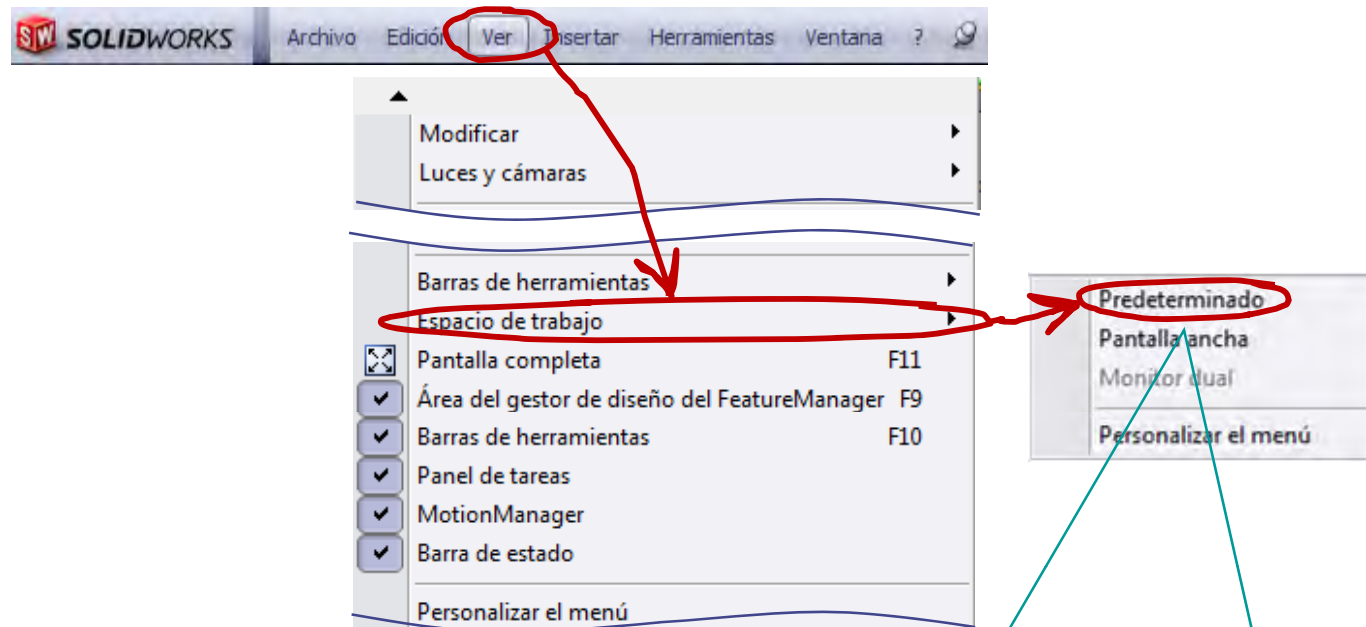 SW SOLIDWORKS Archivo Edición Ver Insertar Herramientas Ventana ?
Modificar
Luces y cámaras
Barras de herramientas
Espacio de trabajo
Pantalla completa F11
Área del gestor de diseño del FeatureManager F9
Barras de herramientas F10
Panel de tareas
MotionManager
Barra de estado
Personalizar el menú
Predeterminado
Pantalla ancha
Monitor dual
Personalizar el menú